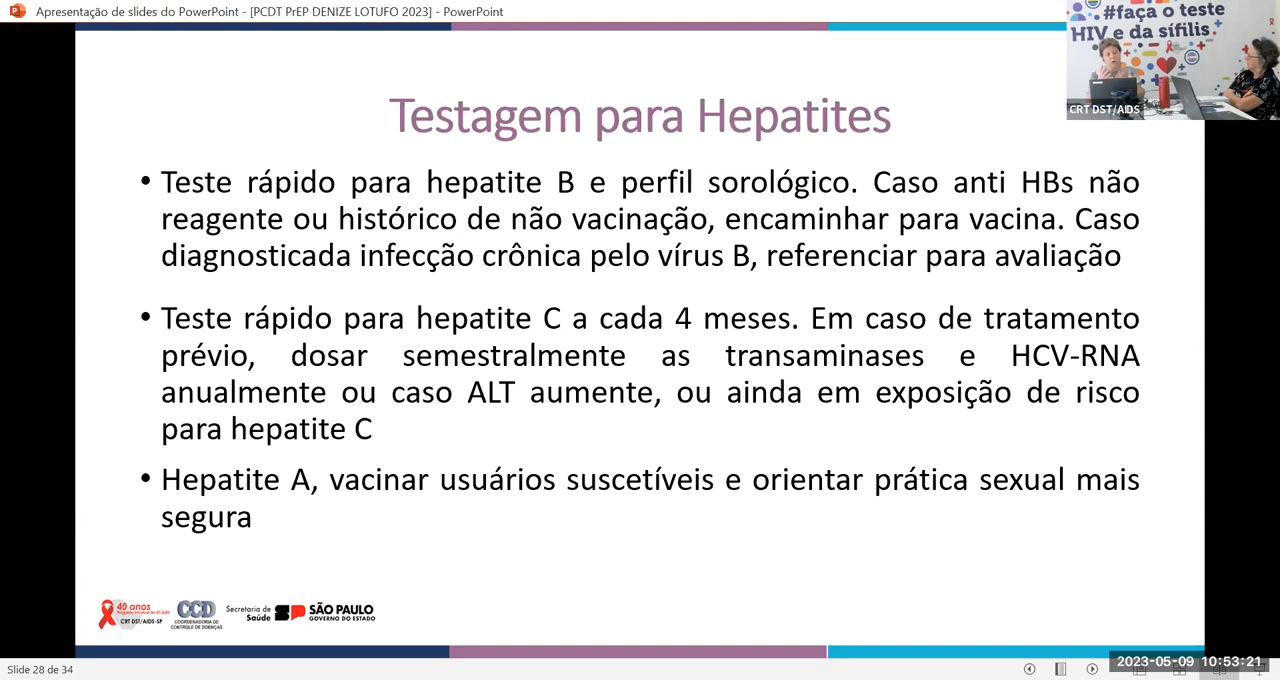 Apresentação de slides do PowerPoint - [PCDT PrEP DENIZE LOTUFO 2023] - PowerPoint
#faça o teste
HIV e da sífilis
CRT DST/AIDS
Testagem para Hepatites
• Teste rápido para hepatite B e perfil sorológico. Caso anti HBs não
reagente ou histórico de não vacinação, encaminhar para vacina. Caso
diagnosticada infecção crônica pelo vírus B, referenciar para avaliação
• Teste rápido para hepatite C a cada 4 meses. Em caso de tratamento
prévio, dosar semestralmente as transaminases e HCV-RNA
anualmente ou caso ALT aumente, ou ainda em exposição de risco
para hepatite C
• Hepatite A, vacinar usuários suscetíveis e orientar prática sexual mais
segura
40 anos
CRT DST/AIDS-SP
CCD
COORDENADORIA DE
CONTROLE DE DOENÇAS
Secretaria de
Saúde
SÃO PAULO
GOVERNO DO ESTADO
Slide 28 de 34
2023-05-09 10:53:21